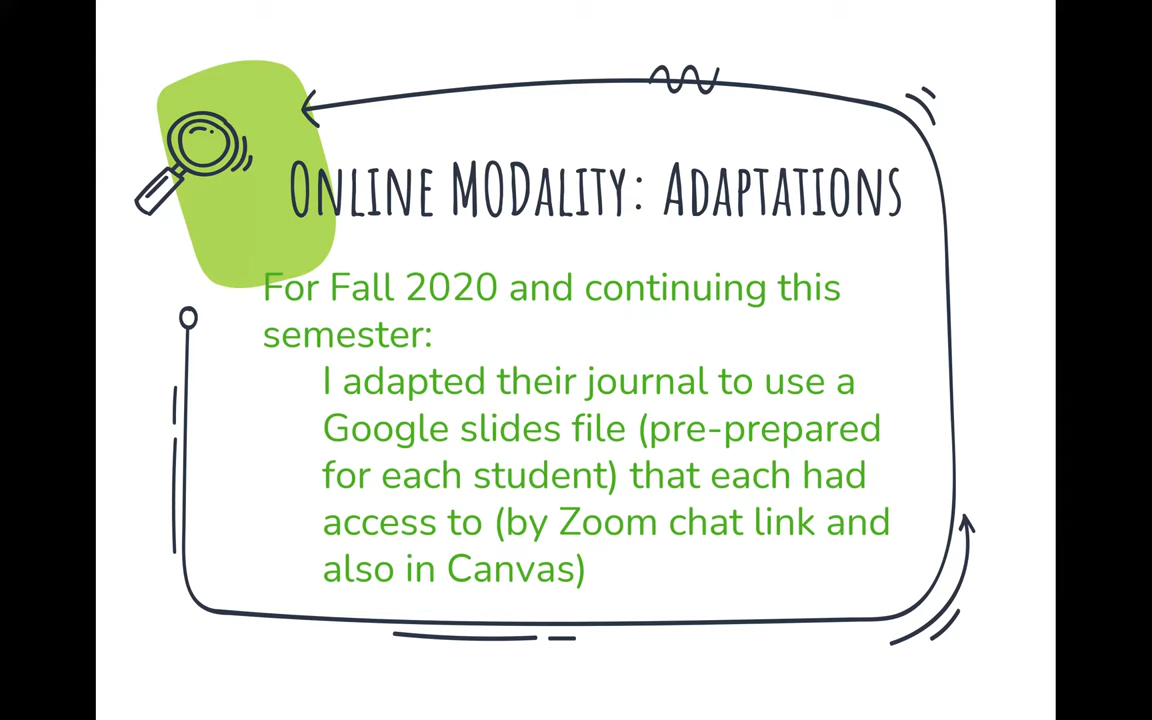 Online MODality: Adaptations
For Fall 2020 and continuing this
semester:
I adapted their journal to use a
Google slides file (pre-prepared
for each student) that each had
access to (by Zoom chat link and
also in Canvas)